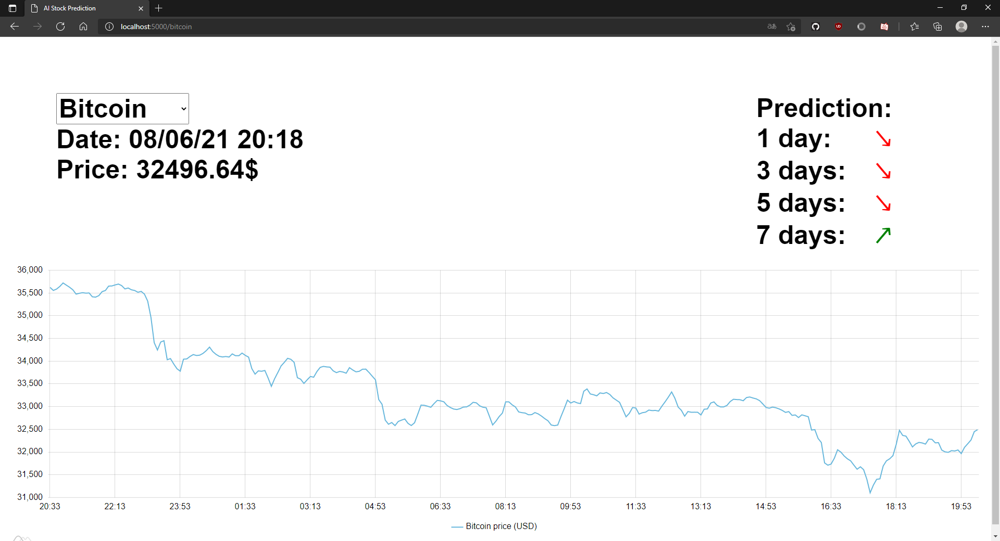 AI Stock Prediction
localhost:5000/bitcoin
Bitcoin
Date: 08/06/21 20:18
Price: 32496.64$
Prediction:
1 day: ↘
3 days: ↘
5 days: ↘
7 days: ↗
36,000
35,500
35,000
34,500
34,000
33,500
33,000
32,500
32,000
31,500
31,000
20:33 22:13 23:53 01:33 03:13 04:53 06:33 08:13 09:53 11:33 13:13 14:53 16:33 18:13 19:53
Bitcoin price (USD)